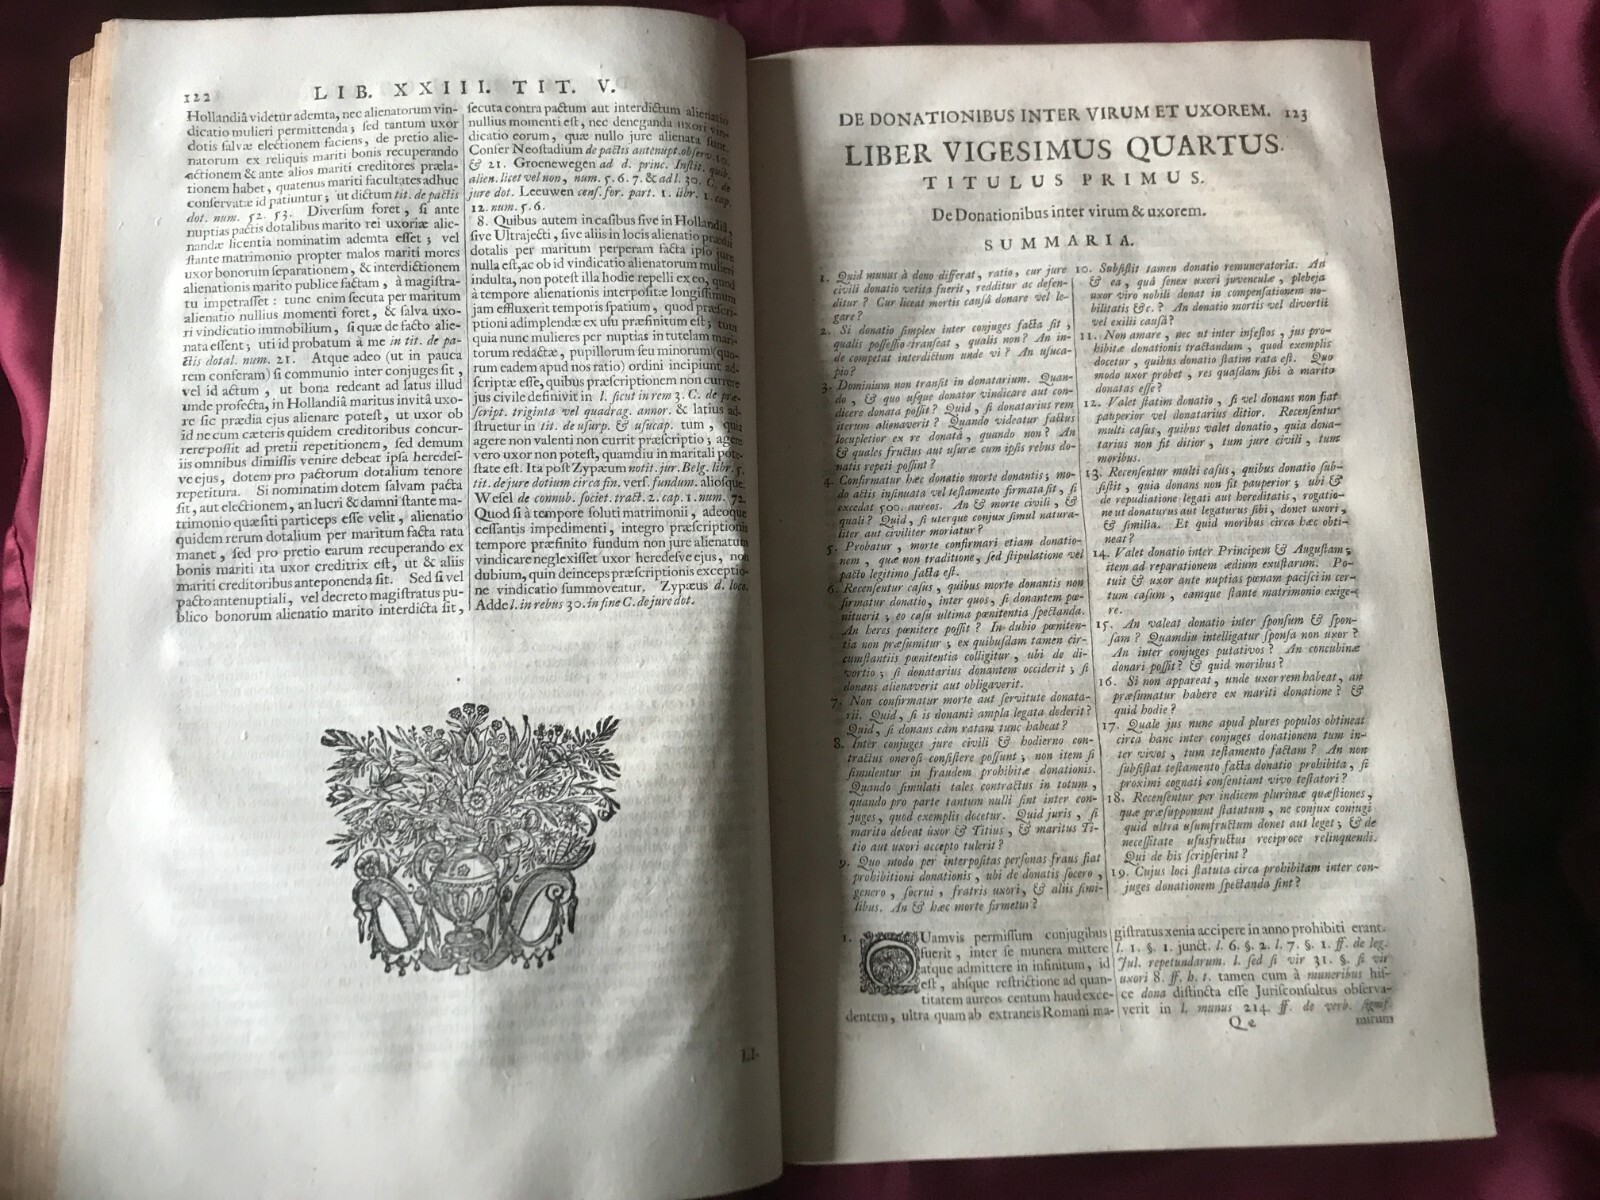 122
LIB. XXIII. TIT. V.
Hollandiâ videtur ademta, nec alienatorum vin-
dicatio mulieri permittenda; sed tantum uxor
dotis salvæ electionem faciens, de pretio alie-
natorum ex reliquis mariti bonis recuperando
actionem & ante alios mariti creditores præla-
tionem habet, quatenus mariti facultates adhuc
conservatæ id patiuntur; ut dictum tit. de pactis
dot. num. 52. 53. Diversum foret, si ante
nuptias pactis dotalibus marito rei uxoriæ alie-
nandæ licentia nominatim ademta esset; vel
stante matrimonio propter malos mariti mores
uxor bonorum separationem, & interdictionem
alienationis marito publice factam, à magistra-
tu impetrasset: tunc enim secuta per maritum
alienatio nullius momenti foret, & salva uxo-
ri vindicatio immobilium, si quæ de facto alie-
nata essent; uti id probatum à me in tit. de pa-
ctis dotal. num. 21. Atque adeo (ut in pauca
rem conferam) si communio inter conjuges sit,
vel id actum, ut bona redeant ad latus illud
unde profecta, in Hollandiâ maritus invitâ uxo-
re sic prædia ejus alienare potest, ut uxor ob
id ne cum cæteris quidem creditoribus concur-
rere possit ad pretii repetitionem, sed demum
iis omnibus dimissis venire debeat ipsa heredes-
ve ejus, dotem pro pactorum dotalium tenore
repetitura. Si nominatim dotem salvam pacta
sit, aut electionem, an lucri & damni stante ma-
trimonio quæsiti particeps esse velit, alienatio
quidem rerum dotalium per maritum facta rata
manet, sed pro pretio earum recuperando ex
bonis mariti ita uxor creditrix est, ut & aliis
mariti creditoribus anteponenda sit. Sed si vel
pacto antenuptiali, vel decreto magistratus pu-
blico bonorum alienatio marito interdicta sit,
secuta contra pactum aut interdictum alienatio
nullius momenti est, nec deneganda uxori vin-
dicatio eorum, quæ nullo jure alienata sunt.
Confer Neostadium de pactis antenupt. observ. 10.
& 21. Groenewegen ad d. princ. Instit. quib.
alien. licet vel non, num. 5. 6. 7. & ad l. 30. C. de
jure dot. Leeuwen cens. for. part. 1. libr. 1. cap.
12. num. 5. 6.
8. Quibus autem in casibus sive in Hollandiâ,
sive Ultrajecti, sive aliis in locis alienatio prædii
dotalis per maritum perperam facta ipso jure
nulla est, ac ob id vindicatio alienatorum mulieri
indulta, non potest illa hodie repelli ex eo, quod
à tempore alienationis interpositæ longissimum
jam effluxerit temporis spatium, quod præscri-
ptioni adimplendæ ex usu præfinitum est; tum
quia nunc mulieres per nuptias in tutelam mari-
torum redactæ, pupillorum seu minorum (quo-
rum eadem apud nos ratio) ordini incipiunt ad-
scriptæ esse, quibus præscriptionem non currere
jus civile definivit in l. sicut in rem 3. C. de præ-
script. triginta vel quadrag. annor. & latius ad-
structur in tit. de usurp. & usucap. tum, quia
agere non valenti non currit præscriptio; agere
vero uxor non potest, quamdiu in maritali pote-
state est. Ita post Zypæum notit. jur. Belg. libr. 5.
tit. de jure dotium circa fin. vers. fundum. aliosque
Wesel de connub. societ. tract. 2. cap. 1. num. 72.
Quod si à tempore soluti matrimonii, adeoque
cessantis impedimenti, integro præscriptionis
tempore præfinito fundum non jure alienatum
vindicare neglexisset uxor heredesve ejus, non
dubium, quin deinceps præscriptionis exceptio-
ne vindicatio summoveatur. Zypæus d. loco.
Adde l. in rebus 30. in fine C. de jure dot.
LI-
DE DONATIONIBUS INTER VIRUM ET UXOREM. 123
LIBER VIGESIMUS QUARTUS.
TITULUS PRIMUS.
De Donationibus inter virum & uxorem.
SUMMARIA.
1. Quid munus à dono differat, ratio, cur jure
civili donatio vetita fuerit, redditur ac defen-
ditur? Cur liceat mortis causâ donare vel le-
gare?
2. Si donatio simplex inter conjuges facta sit,
qualis possessio transeat, qualis non? An in-
de competat interdictum unde vi? An usuca-
pio?
3. Dominium non transit in donatarium. Quan-
do, & quo usque donator vindicare aut con-
dicere donata possit? Quid, si donatarius rem
iterum alienaverit? Quando videatur factus
locupletior ex re donatâ, quando non? An
& quales fructus aut usuræ cum ipsis rebus do-
natis repeti possint?
4. Confirmatur hæc donatio morte donantis; mo-
do actis insinuata vel testamento firmata sit, si
excedat 500. aureos. An & morte civili, &
quali? Quid, si uterque conjux simul natura-
liter aut civiliter moriatur?
5. Probatur, morte confirmari etiam donatio-
nem, quæ non traditione, sed stipulatione vel
pacto legitimo facta est.
6. Recensentur casus, quibus morte donantis non
firmatur donatio, inter quos, si donantem pœ-
nituerit; eo casu ultima pœnitentia spectanda.
An heres pœnitere possit? In dubio pœniten-
tia non præsumitur; ex quibusdam tamen cir-
cumstantiis pœnitentia colligitur, ubi de di-
vortio; si donatarius donantem occiderit; si
donans alienaverit aut obligaverit.
7. Non confirmatur morte aut servitute donata-
rii. Quid, si is donanti ampla legata dederit?
Quid, si donans eam ratam tunc habeat?
8. Inter conjuges jure civili & hodierno con-
tractus onerosi consistere possunt; non item si
simulentur in fraudem prohibitæ donationis.
Quando simulati tales contractus in totum,
quando pro parte tantum nulli sint inter con-
juges, quod exemplis docetur. Quid juris, si
marito debeat uxor & Titius, & maritus Ti-
tio aut uxori accepto tulerit?
9. Quo modo per interpositas personas fraus fiat
prohibitioni donationis, ubi de donatis socero,
genero, socrui, fratris uxori, & aliis simi-
libus. An & hæc morte firmetur?
10. Subsistit tamen donatio remuneratoria. An
& ea, quâ senex uxori juvenculæ, plebeja
uxor viro nobili donat in compensationem no-
bilitatis &c.? An donatio mortis vel divortii
vel exilii causâ?
11. Non amare, nec ut inter infestos, jus pro-
hibitæ donationis tractandum, quod exemplis
docetur, quibus donatio statim rata est. Quo
modo uxor probet, res quasdam sibi à marito
donatas esse?
12. Valet statim donatio, si vel donans non fiat
pauperior vel donatarius ditior. Recensentur
multi casus, quibus valet donatio, quia dona-
tarius non fit ditior, tum jure civili, tum
moribus.
13. Recensentur multi casus, quibus donatio sub-
sistit, quia donans non fit pauperior; ubi &
de repudiatione legati aut hereditatis, rogatio-
ne ut donaturus aut legaturus sibi, donet uxori,
& similia. Et quid moribus circa hæc obti-
neat?
14. Valet donatio inter Principem & Augustam;
item ad reparationem ædium exustarum. Po-
tuit & uxor ante nuptias pœnam pacisci in cer-
tum casum, eamque stante matrimonio exige-
re.
15. An valeat donatio inter sponsum & spon-
sam? Quamdiu intelligatur sponsa non uxor?
An inter conjuges putativos? An concubinæ
donari possit? & quid moribus?
16. Si non appareat, unde uxor rem habeat, an
præsumatur habere ex mariti donatione? &
quid hodie?
17. Quale jus nunc apud plures populos obtineat
circa hanc inter conjuges donationem tum in-
ter vivos, tum testamento factam? An non
subsistat testamento facta donatio prohibita, si
proximi cognati consentiant vivo testatori?
18. Recensentur per indicem plurimæ quæstiones,
quæ præsupponunt statutum, ne conjux conjugi
quid ultra usumfructum donet aut leget; & de
necessitate ususfructus reciproce relinquendi.
Qui de his scripserint?
19. Cujus loci statuta circa prohibitam inter con-
juges donationem spectanda sint?
1. QUamvis permissum conjugibus
fuerit, inter se munera mittere
atque admittere in infinitum, id
est, absque restrictione ad quan-
titatem aureos centum haud exce-
dentem, ultra quam ab extraneis Romani ma-
gistratus xenia accipere in anno prohibiti erant.
l. 1. §. 1. junct. l. 6. §. 2. l. 7. §. 1. ff. de leg.
Jul. repetundarum. l. sed si vir 31. §. si vir
uxori 8. ff. h. t. tamen cum à muneribus his-
ce dona distincta esse Jurisconsultus observa-
verit in l. munus 214. ff. de verb. signif.
Qe
nimm